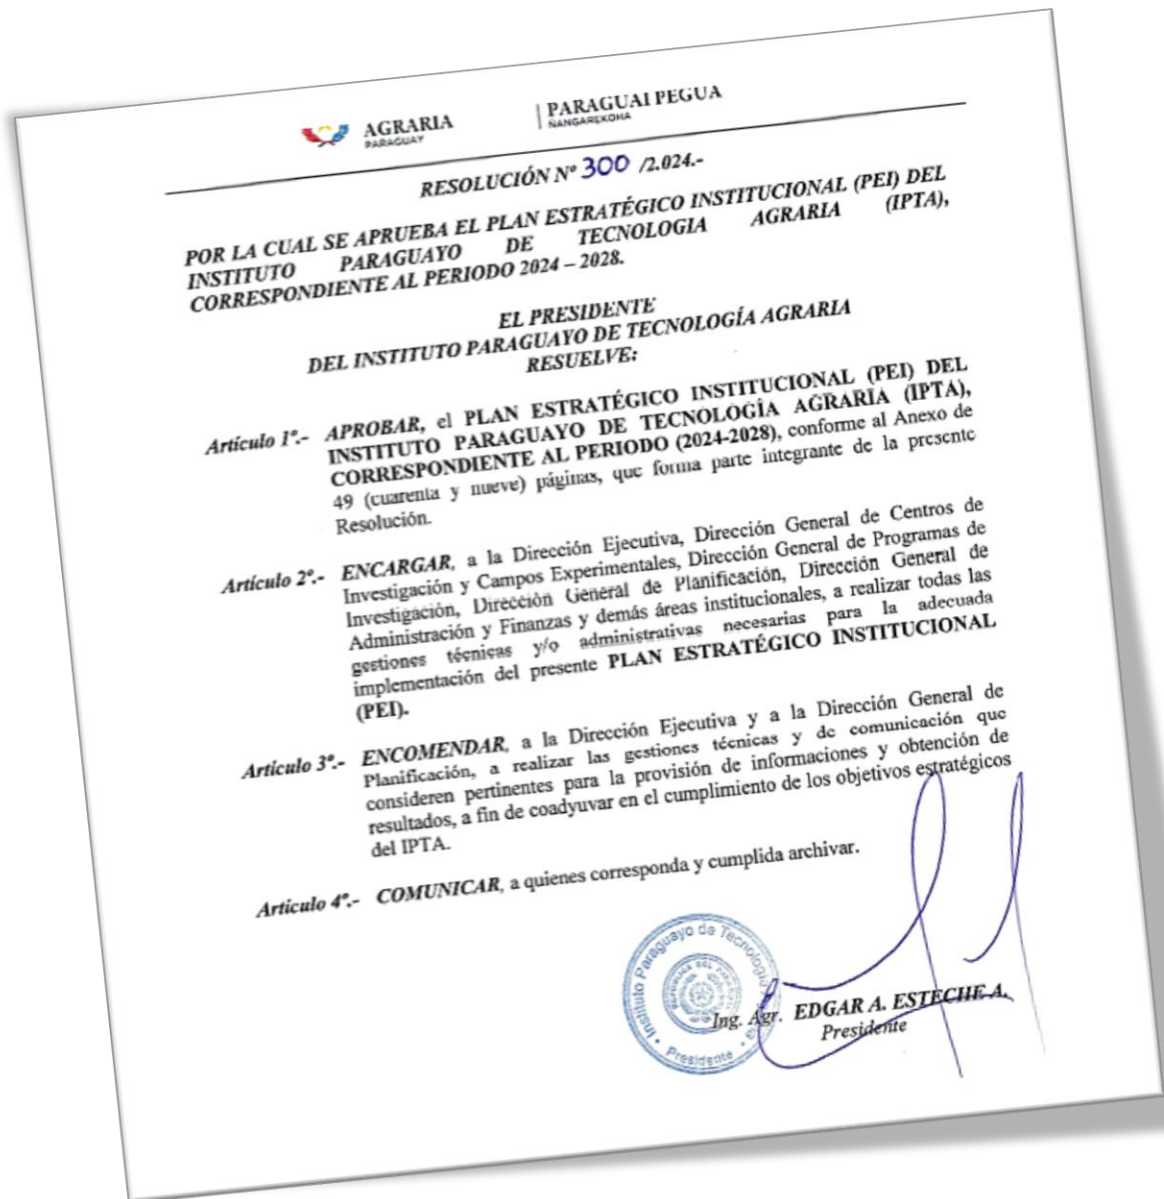 AGRARIA
PARAGUAY
PARAGUAI PEGUA
ÑANGAREKOHA
RESOLUCIÓN Nº 300 /2.024.-
POR LA CUAL SE APRUEBA EL PLAN ESTRATÉGICO INSTITUCIONAL (PEI) DEL
INSTITUTO PARAGUAYO DE TECNOLOGIA AGRARIA (IPTA),
CORRESPONDIENTE AL PERIODO 2024 – 2028.
EL PRESIDENTE
DEL INSTITUTO PARAGUAYO DE TECNOLOGÍA AGRARIA
RESUELVE:
Artículo 1º.- APROBAR, el PLAN ESTRATÉGICO INSTITUCIONAL (PEI) DEL
INSTITUTO PARAGUAYO DE TECNOLOGÍA AGRARIA (IPTA),
CORRESPONDIENTE AL PERIODO (2024-2028), conforme al Anexo de
49 (cuarenta y nueve) páginas, que forma parte integrante de la presente
Resolución.
Artículo 2º.- ENCARGAR, a la Dirección Ejecutiva, Dirección General de Centros de
Investigación y Campos Experimentales, Dirección General de Programas de
Investigación, Dirección General de Planificación, Dirección General de
Administración y Finanzas y demás áreas institucionales, a realizar todas las
gestiones técnicas y/o administrativas necesarias para la adecuada
implementación del presente PLAN ESTRATÉGICO INSTITUCIONAL
(PEI).
Artículo 3º.- ENCOMENDAR, a la Dirección Ejecutiva y a la Dirección General de
Planificación, a realizar las gestiones técnicas y de comunicación que
consideren pertinentes para la provisión de informaciones y obtención de
resultados, a fin de coadyuvar en el cumplimiento de los objetivos estratégicos
del IPTA.
Artículo 4º.- COMUNICAR, a quienes corresponda y cumplida archivar.
Instituto Paraguayo de Tecnología
REPUBLICA DEL
Presidente
Ing. Agr. EDGAR A. ESTECHE A.
Presidente